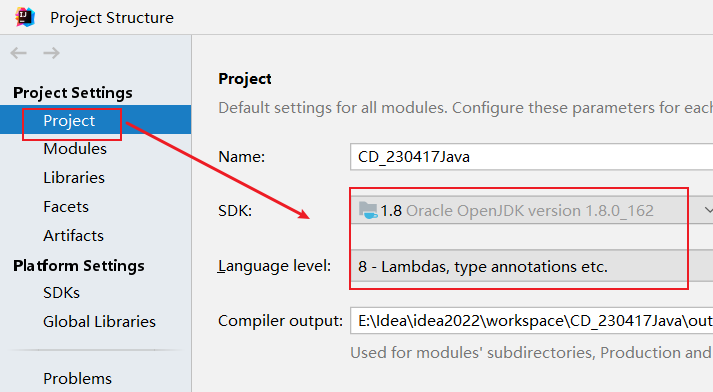 Project Structure
Project Settings
Project
Modules
Libraries
Facets
Artifacts
Platform Settings
SDKs
Global Libraries
Problems
Project
Default settings for all modules. Configure these parameters for each
Name:
CD_230417Java
SDK:
1.8 Oracle OpenJDK version 1.8.0_162
Language level:
8 - Lambdas, type annotations etc.
Compiler output:
E:\Idea\idea2022\workspace\CD_230417Java\out
Used for modules' subdirectories, Production and